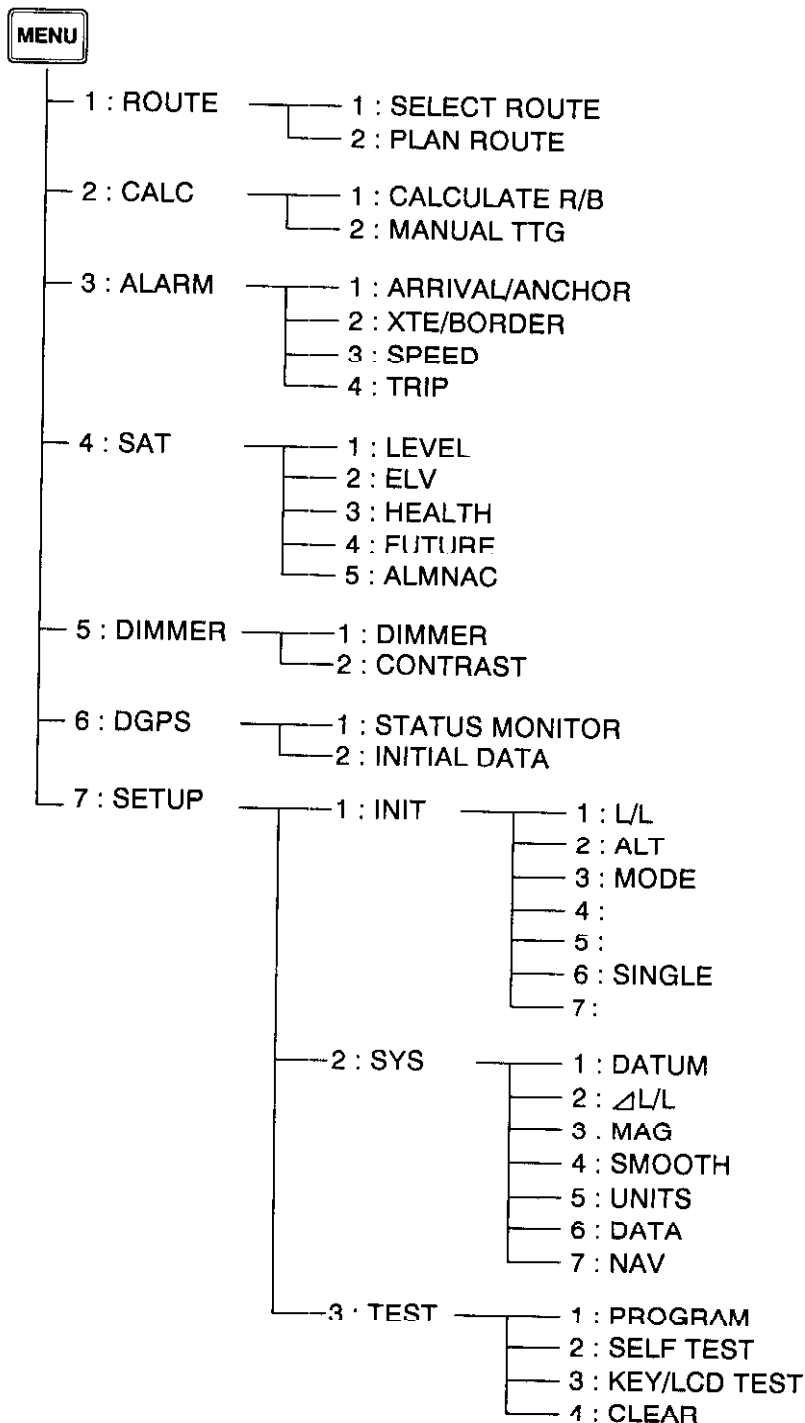 MENU
1 : ROUTE
1 : SELECT ROUTE
2 : PLAN ROUTE
2 : CALC
1 : CALCULATE R/B
2 : MANUAL TTG
3 : ALARM
1 : ARRIVAL/ANCHOR
2 : XTE/BORDER
3 : SPEED
4 : TRIP
4 : SAT
1 : LEVEL
2 : ELV
3 : HEALTH
4 : FUTURE
5 : ALMNAC
5 : DIMMER
1 : DIMMER
2 : CONTRAST
6 : DGPS
1 : STATUS MONITOR
2 : INITIAL DATA
7 : SETUP
1 : INIT
1 : L/L
2 : ALT
3 : MODE
4 :
5 :
6 : SINGLE
7 :
2 : SYS
1 : DATUM
2 : ⊿L/L
3 . MAG
4 : SMOOTH
5 : UNITS
6 : DATA
7 : NAV
3 : TEST
1 : PROGRAM
2 : SELF TEST
3 : KEY/LCD TEST
4 : CLEAR